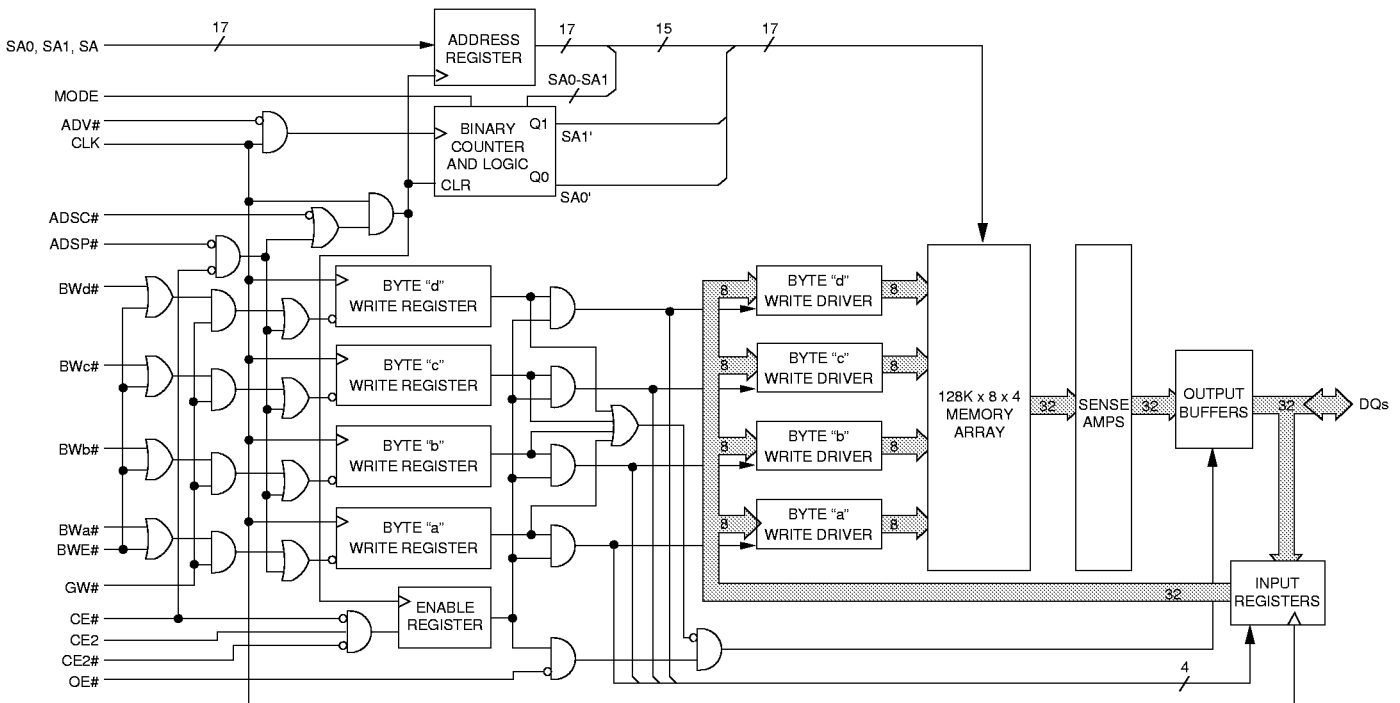 17
17
15
17
SA0, SA1, SA
ADDRESS
REGISTER
SA0-SA1
MODE
ADV#
CLK
BINARY
COUNTER
AND LOGIC
Q1
Q0
CLR
SA1'
SA0'
ADSC#
ADSP#
BWd#
BYTE “d”
WRITE REGISTER
8
BYTE “d”
WRITE DRIVER
8
BWc#
BYTE “c”
WRITE REGISTER
8
BYTE “c”
WRITE DRIVER
8
128K x 8 x 4
MEMORY
ARRAY
32
SENSE
AMPS
32
OUTPUT
BUFFERS
32
DQs
BWb#
BYTE “b”
WRITE REGISTER
8
BYTE “b”
WRITE DRIVER
8
BWa#
BWE#
BYTE “a”
WRITE REGISTER
8
BYTE “a”
WRITE DRIVER
8
GW#
CE#
CE2
CE2#
OE#
ENABLE
REGISTER
32
INPUT
REGISTERS
4